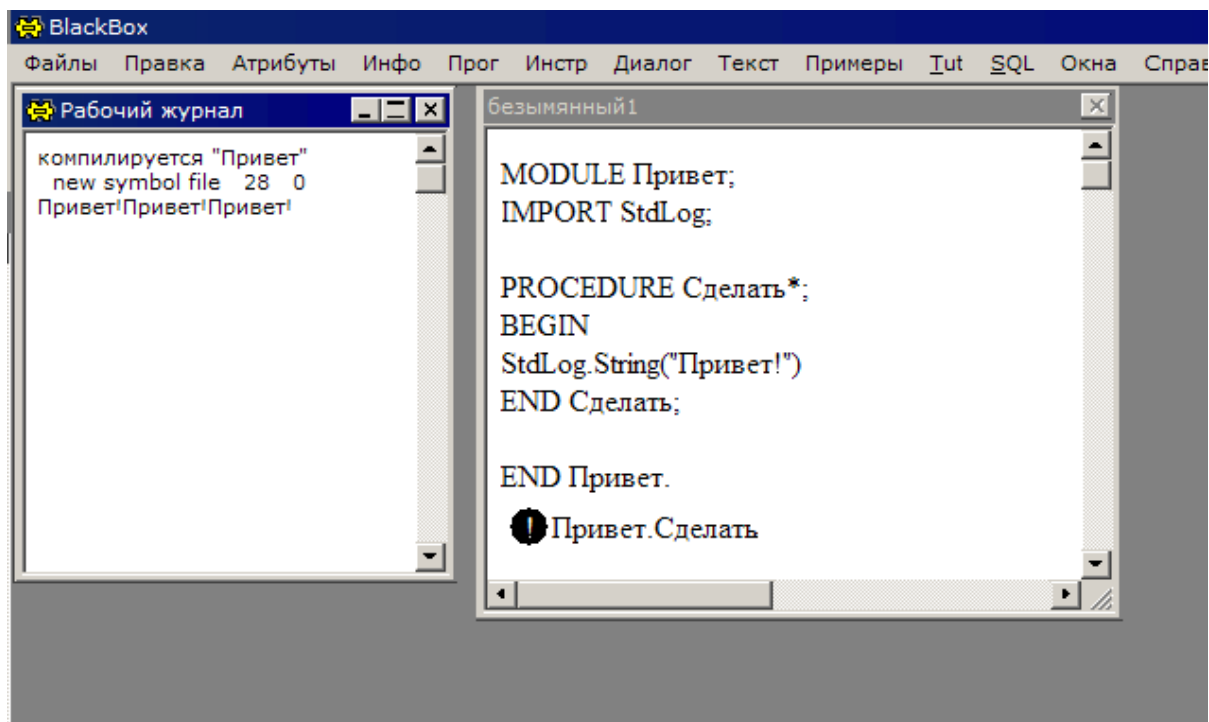 BlackBox
Файлы Правка Атрибуты Инфо Прог Инстр Диалог Текст Примеры Tut SQL Окна Справ
Рабочий журнал
компилируется "Привет"
new symbol file 28 0
Привет!Привет!Привет!
безымянный1
MODULE Привет;
IMPORT StdLog;
PROCEDURE Сделать*;
BEGIN
StdLog.String("Привет!")
END Сделать;
END Привет.
! Привет.Сделать